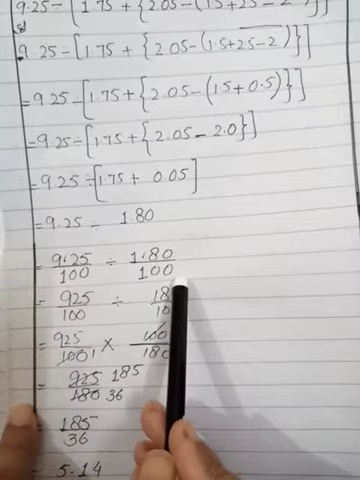 9.25 - [1.75 + {2.05 - (1.5+2.5-2)}]
9.25 - [1.75 + {2.05-(1.5+2.5-2)}]
= 9.25 - [1.75 + {2.05 - (1.5 + 0.5)}]
= 9.25 ÷ [1.75 + {2.05 - 2.0}]
= 9.25 ÷ [1.75 + 0.05]
= 9.25 - 1.80
= 9.25/100 ÷ 1.80/100
= 925/100 ÷ 18
= 925/100 1 × 100/180
= 925 185/180 36
= 185/36
= 5.14